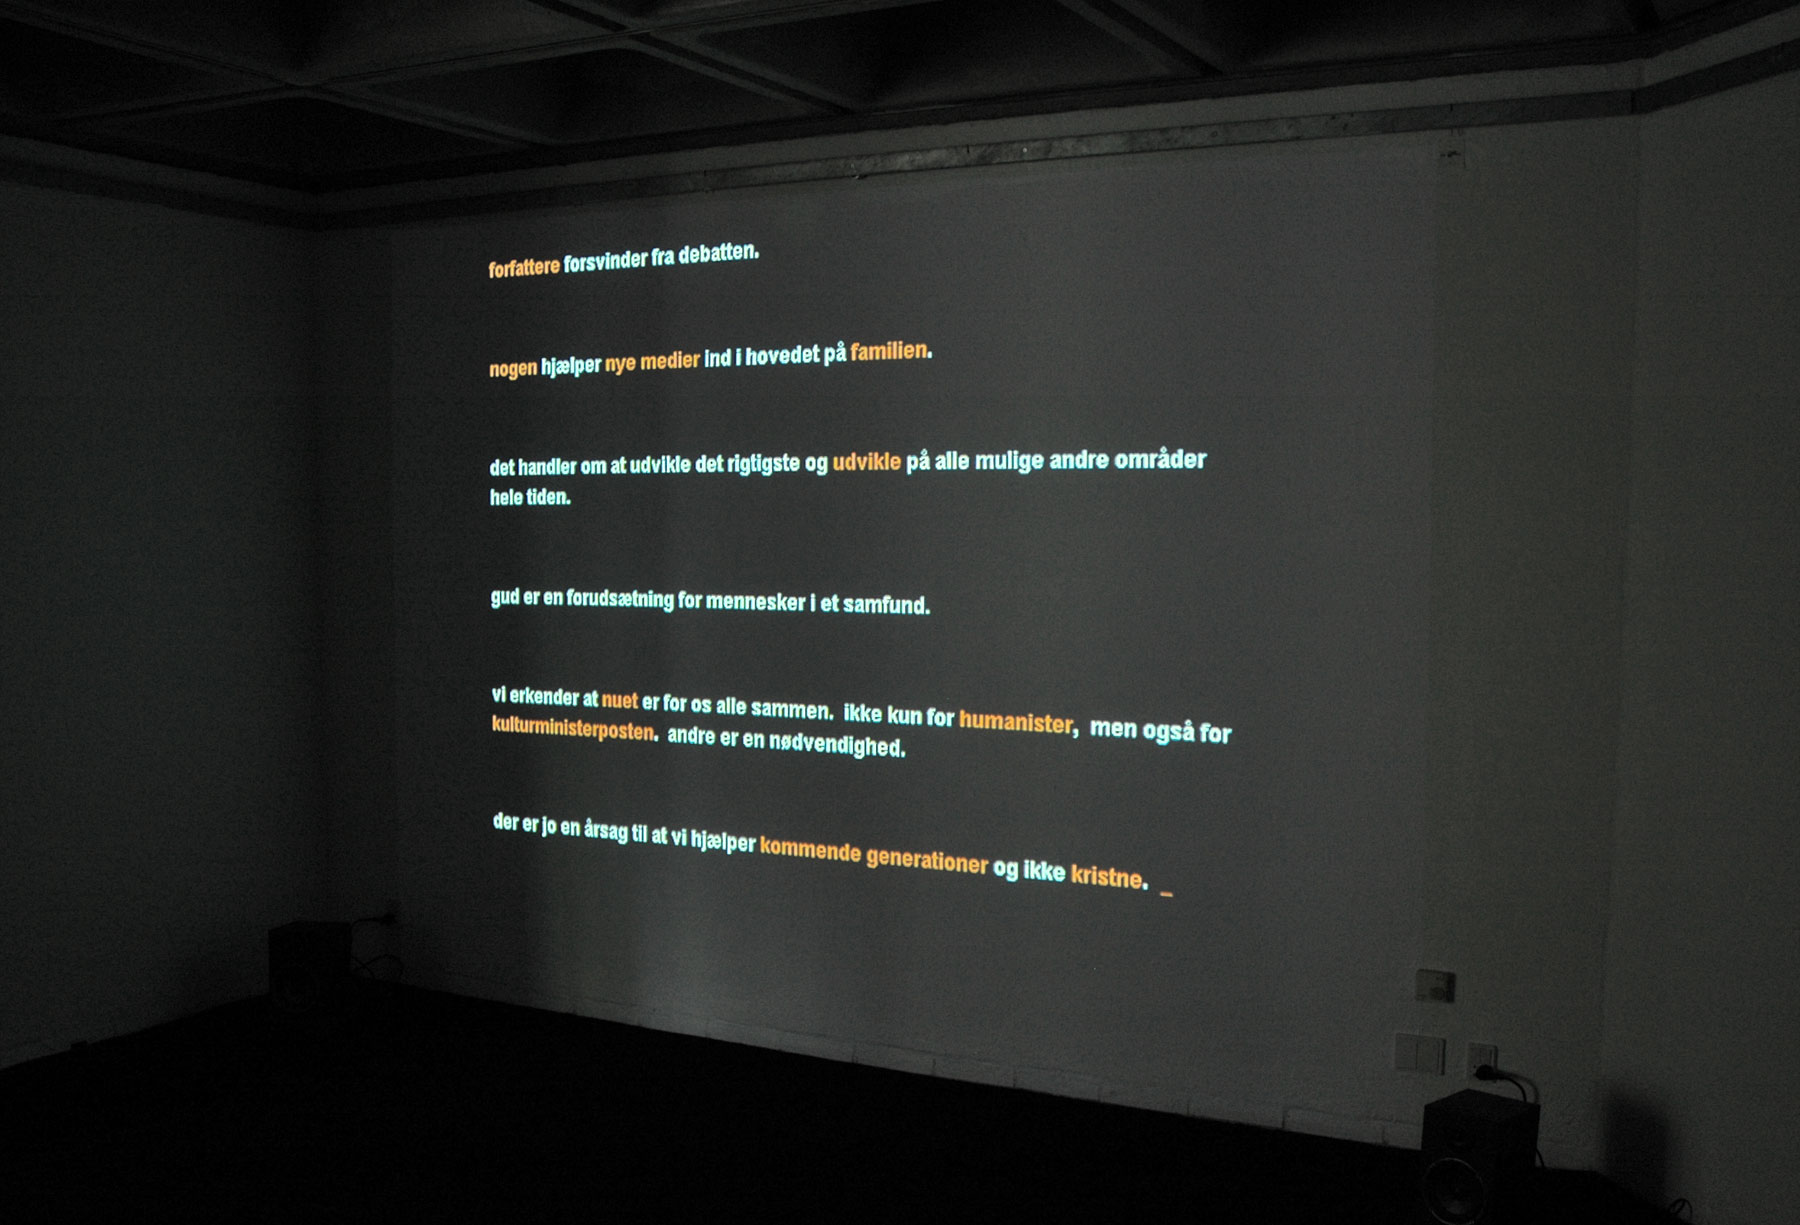 forfattere forsvinder fra debatten.
nogen hjælper nye medier ind i hovedet på familien.
det handler om at udvikle det rigtigste og udvikle på alle mulige andre områder
hele tiden.
gud er en forudsætning for mennesker i et samfund.
vi erkender at nuet er for os alle sammen. ikke kun for humanister, men også for
kulturministerposten. andre er en nødvendighed.
der er jo en årsag til at vi hjælper kommende generationer og ikke kristne. _